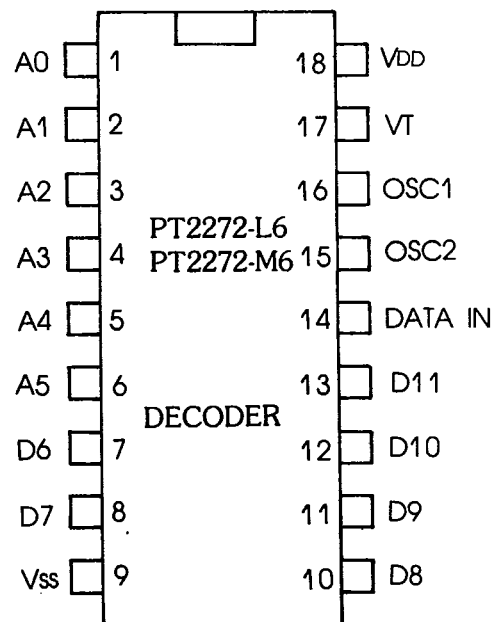 A0 1 18 VDD
A1 2 17 VT
A2 3 16 OSC1
PT2272-L6
A3 4 PT2272-M6 15 OSC2
A4 5 14 DATA IN
A5 6 13 D11
DECODER
D6 7 12 D10
D7 8 11 D9
Vss 9 10 D8